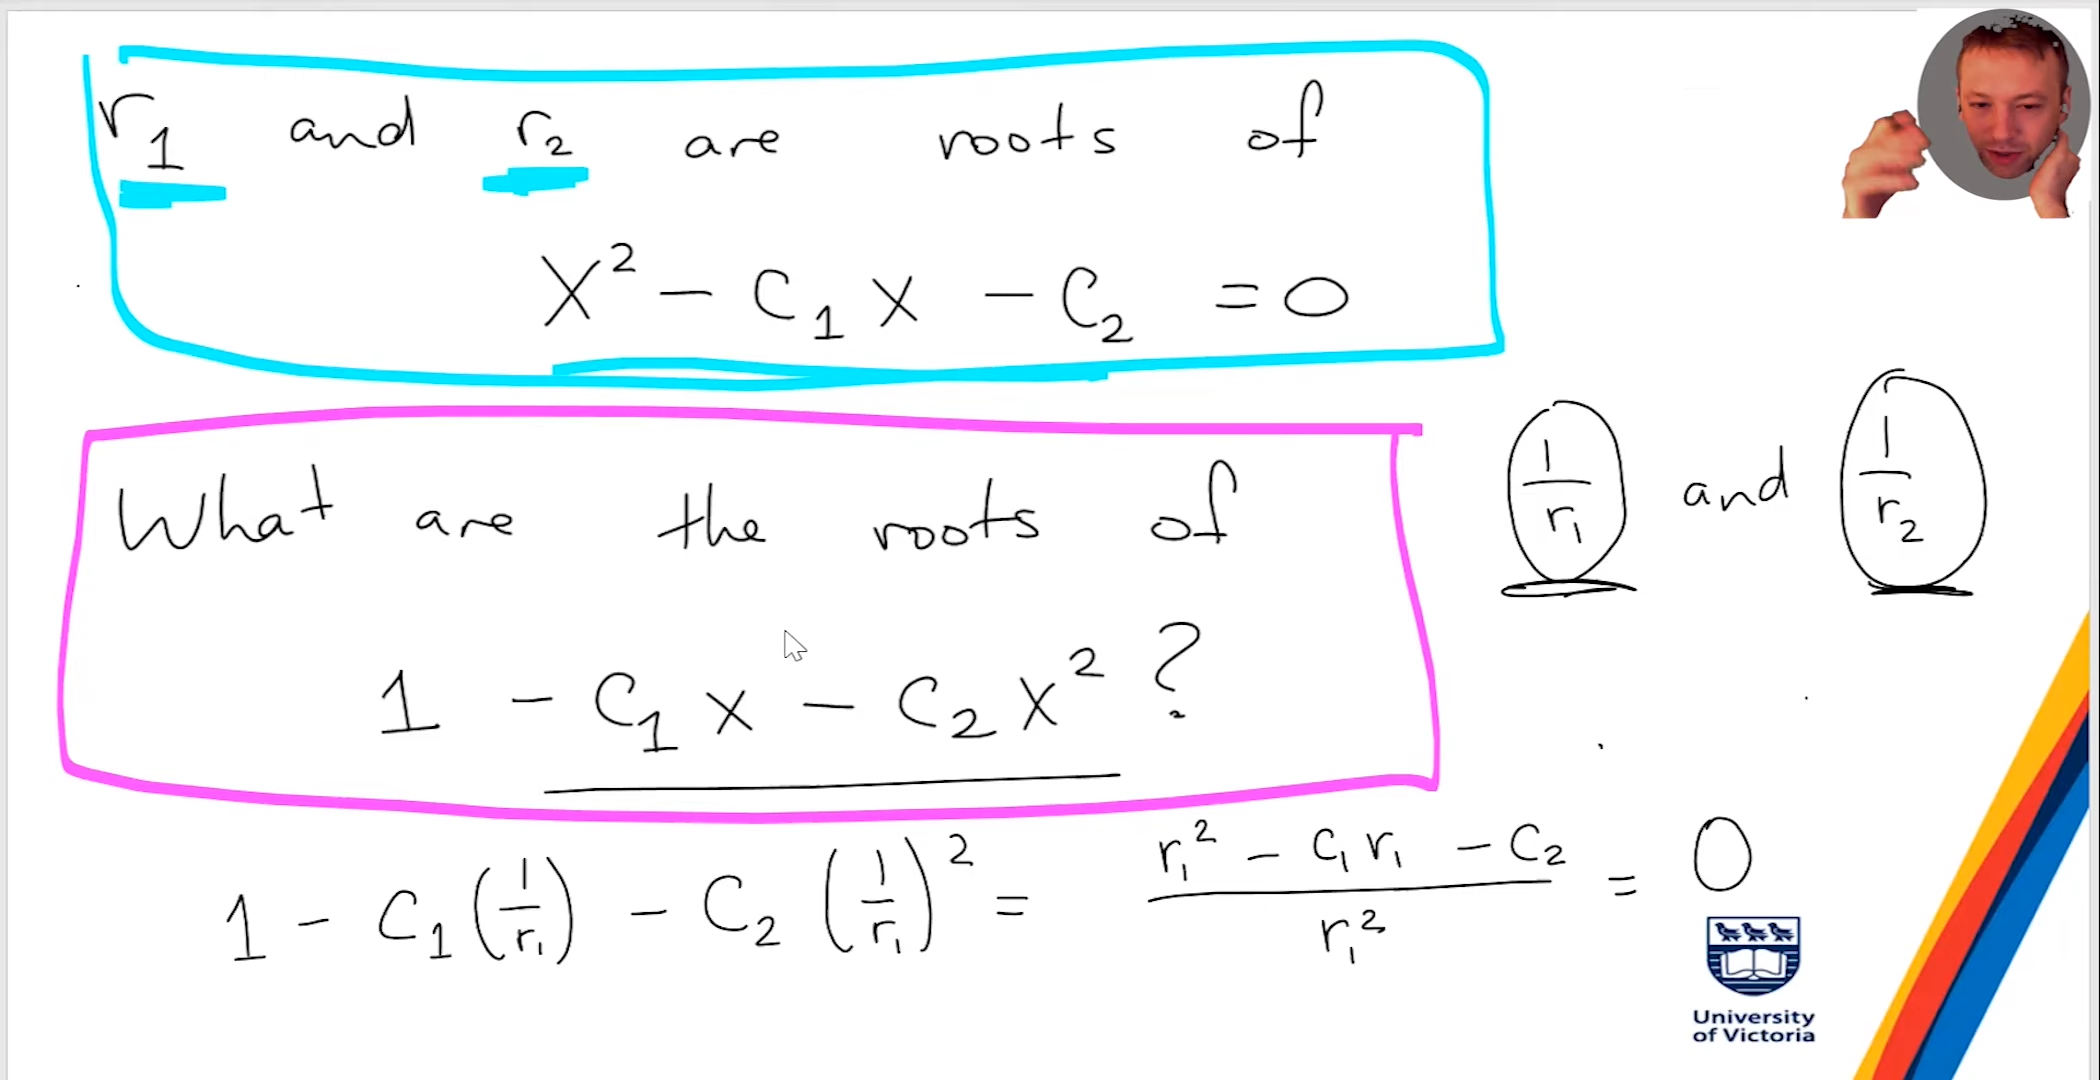 r₁ and r₂ are roots of
x² - C₁ x - C₂ = 0
What are the roots of
1 - C₁ x - C₂ x² ?
1/r₁ and 1/r₂
1 - C₁ (1/r₁) - C₂ (1/r₁)² = (r₁² - C₁ r₁ - C₂)/r₁² = 0
University
of Victoria